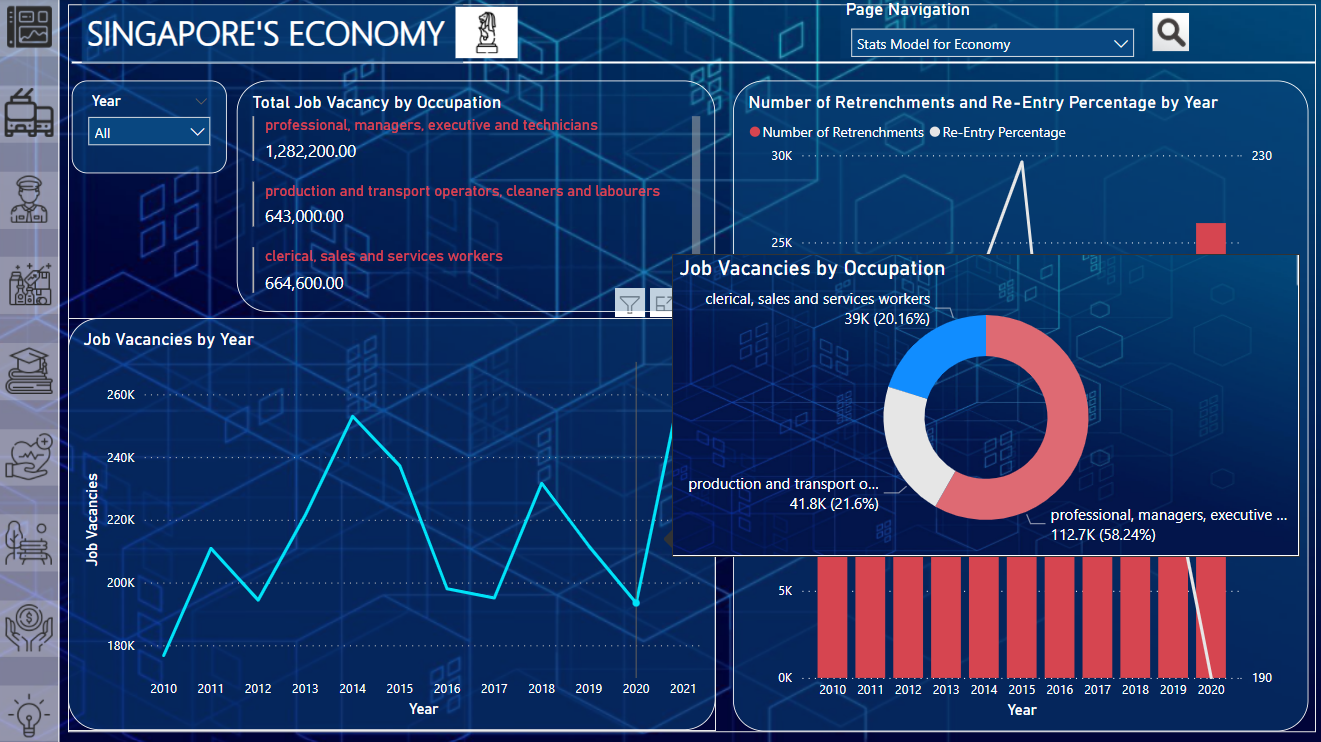 SINGAPORE'S ECONOMY
Page Navigation
Stats Model for Economy
Year
All
Total Job Vacancy by Occupation
professional, managers, executive and technicians
1,282,200.00
production and transport operators, cleaners and labourers
643,000.00
clerical, sales and services workers
664,600.00
Number of Retrenchments and Re-Entry Percentage by Year
Number of Retrenchments
Re-Entry Percentage
30K
230
25K
5K
0K
190
2010 2011 2012 2013 2014 2015 2016 2017 2018 2019 2020
Year
Job Vacancies by Occupation
clerical, sales and services workers
39K (20.16%)
production and transport o...
41.8K (21.6%)
professional, managers, executive ...
112.7K (58.24%)
Job Vacancies by Year
Job Vacancies
260K
240K
220K
200K
180K
2010 2011 2012 2013 2014 2015 2016 2017 2018 2019 2020 2021
Year